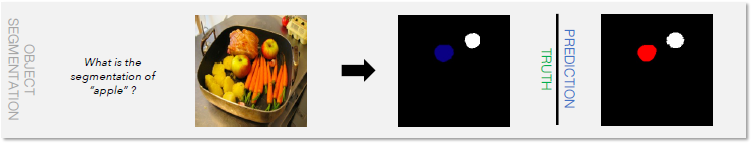 OBJECT
SEGMENTATION
What is the
segmentation of
"apple" ?
TRUTH
PREDICTION